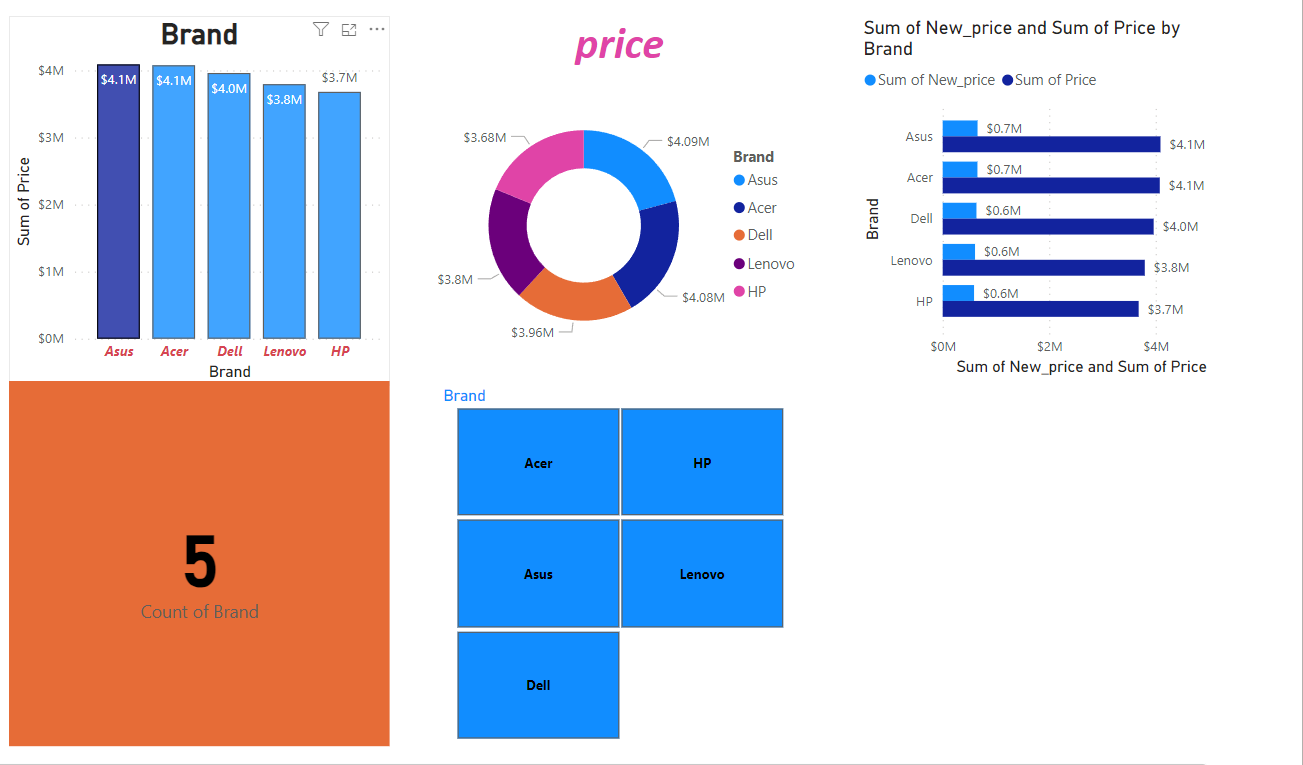 Brand
$4M
$3M
$2M
$1M
$0M
Sum of Price
$4.1M
$4.1M
$4.0M
$3.8M
$3.7M
Asus
Acer
Dell
Lenovo
HP
Brand
price
$3.68M
$4.09M
$3.8M
$4.08M
$3.96M
Brand
Asus
Acer
Dell
Lenovo
HP
Sum of New_price and Sum of Price by
Brand
Sum of New_price
Sum of Price
Brand
Asus
$0.7M
$4.1M
Acer
$0.7M
$4.1M
Dell
$0.6M
$4.0M
Lenovo
$0.6M
$3.8M
HP
$0.6M
$3.7M
$0M
$2M
$4M
Sum of New_price and Sum of Price
5
Count of Brand
Brand
Acer
HP
Asus
Lenovo
Dell